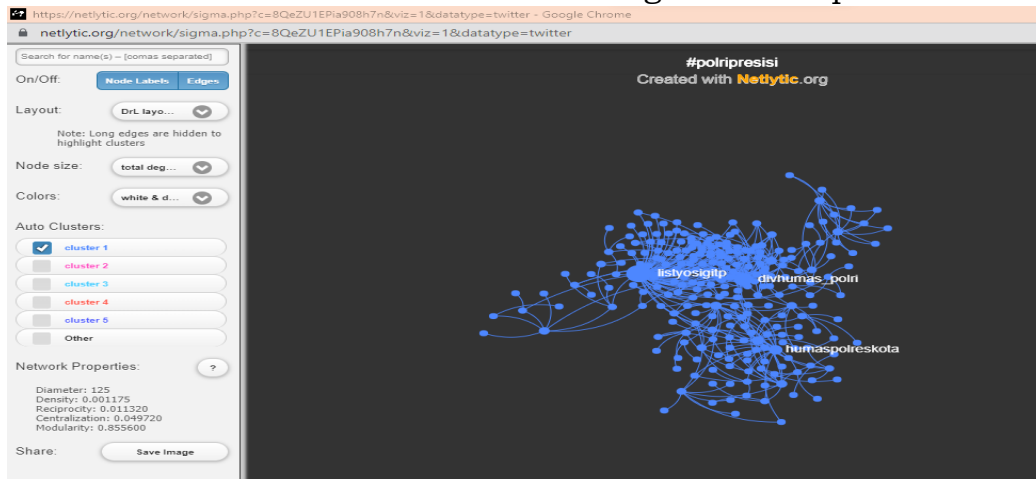 https://netlytic.org/network/sigma.php?c=8QeZU1EPia908h7n&viz=1&datatype=twitter - Google Chrome
netlytic.org/network/sigma.php?c=8QeZU1EPia908h7n&viz=1&datatype=twitter
Search for name(s) – [comas separated]
On/Off: Node Labels Edges
Layout: DrL layo...
Note: Long edges are hidden to
highlight clusters
Node size: total deg...
Colors: white & d...
Auto Clusters:
cluster 1
cluster 2
cluster 3
cluster 4
cluster 5
Other
Network Properties: ?
Diameter: 125
Density: 0.001175
Reciprocity: 0.011320
Centralization: 0.049720
Modularity: 0.855600
Share: Save Image
#polripresisi
Created with Netlytic.org
listyosigitp
divhumas_polri
humaspolreskota